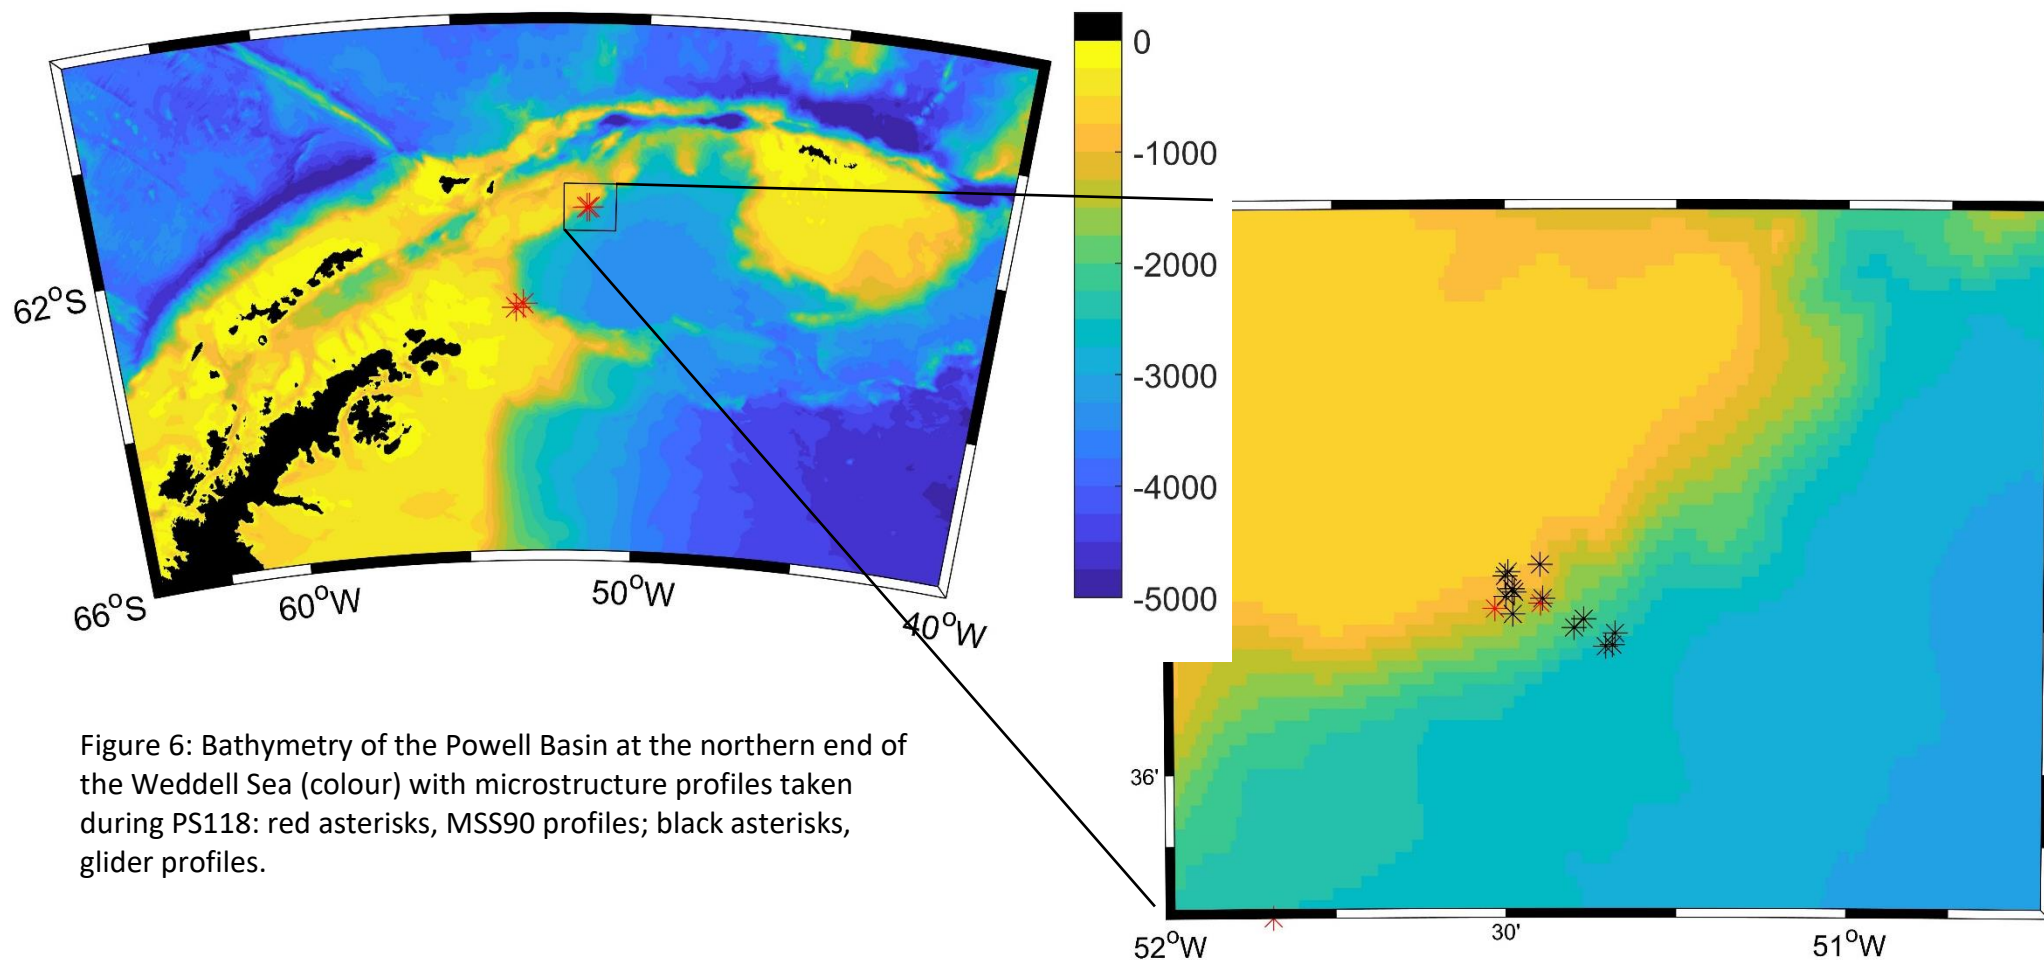 0
-1000
-2000
-3000
-4000
-5000
62°S
66°S
60°W
50°W
40°W
36'
52°W
30'
51°W
Figure 6: Bathymetry of the Powell Basin at the northern end of
the Weddell Sea (colour) with microstructure profiles taken
during PS118: red asterisks, MSS90 profiles; black asterisks,
glider profiles.